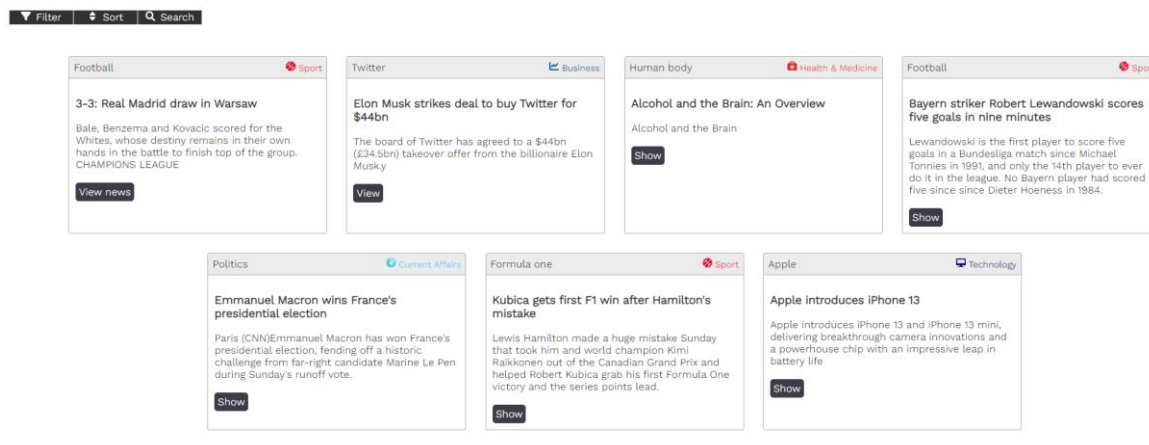 Filter Sort Search
Football Sport
3-3: Real Madrid draw in Warsaw
Bale, Benzema and Kovacic scored for the
Whites, whose destiny remains in their own
hands in the battle to finish top of the group.
CHAMPIONS LEAGUE
View news
Twitter Business
Elon Musk strikes deal to buy Twitter for
$44bn
The board of Twitter has agreed to a $44bn
(£34.5bn) takeover offer from the billionaire Elon
Musk.y
View
Human body Health & Medicine
Alcohol and the Brain: An Overview
Alcohol and the Brain
Show
Football Spo
Bayern striker Robert Lewandowski scores
five goals in nine minutes
Lewandowski is the first player to score five
goals in a Bundesliga match since Michael
Tonnies in 1991, and only the 14th player to ever
do it in the league. No Bayern player had scored
five since since Dieter Hoeness in 1984.
Show
Politics Current Affairs
Emmanuel Macron wins France's
presidential election
Paris (CNN)Emmanuel Macron has won France's
presidential election, fending off a historic
challenge from far-right candidate Marine Le Pen
during Sunday's runoff vote.
Show
Formula one Sport
Kubica gets first F1 win after Hamilton's
mistake
Lewis Hamilton made a huge mistake Sunday
that took him and world champion Kimi
Raikkonen out of the Canadian Grand Prix and
helped Robert Kubica grab his first Formula One
victory and the series points lead.
Show
Apple Technology
Apple introduces iPhone 13
Apple introduces iPhone 13 and iPhone 13 mini,
delivering breakthrough camera innovations and
a powerhouse chip with an impressive leap in
battery life
Show